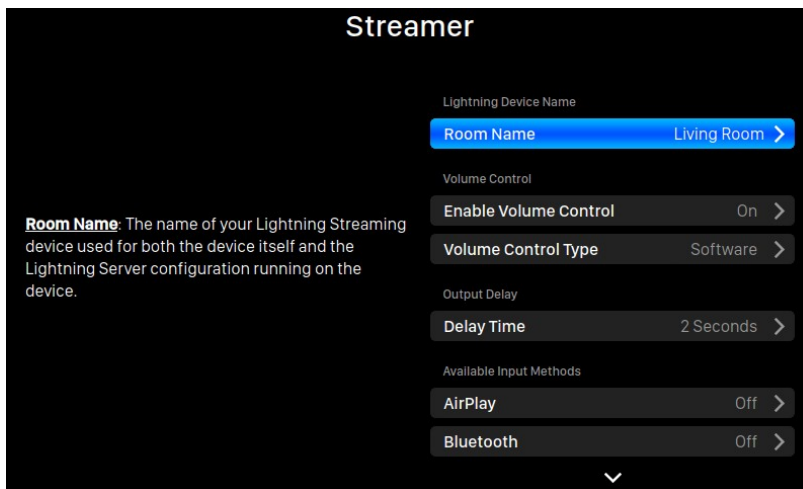 Streamer
Lightning Device Name
Room Name Living Room
Volume Control
Enable Volume Control On
Volume Control Type Software
Output Delay
Delay Time 2 Seconds
Available Input Methods
AirPlay Off
Bluetooth Off
Room Name: The name of your Lightning Streaming
device used for both the device itself and the
Lightning Server configuration running on the
device.